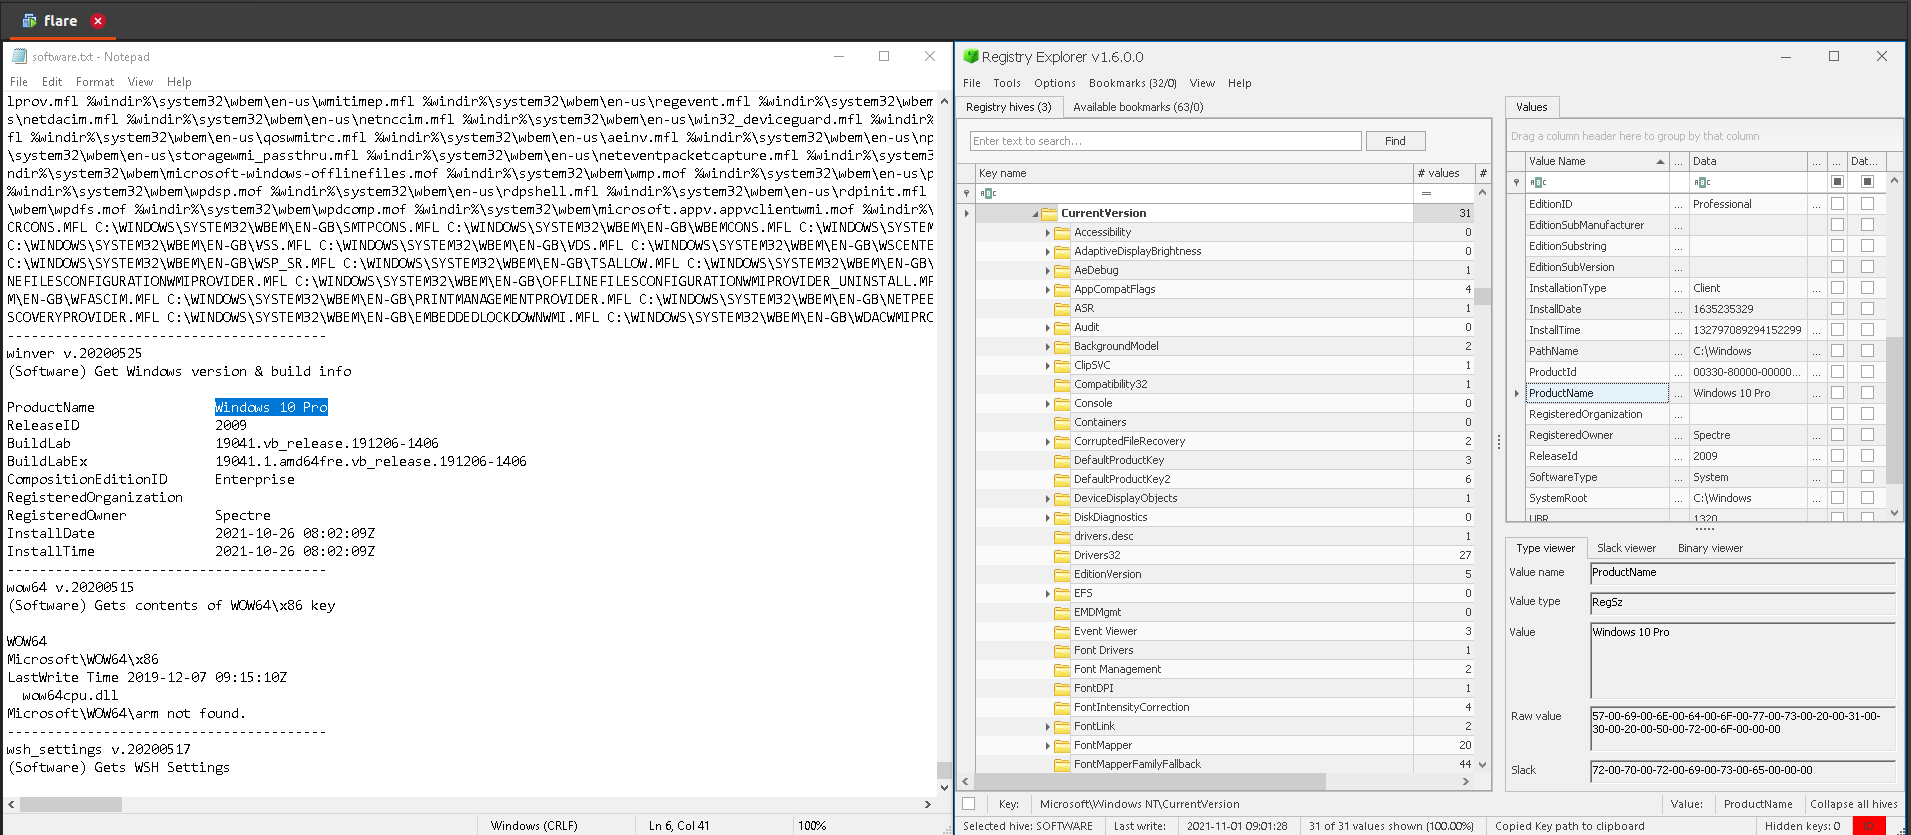 flare
software.txt - Notepad
File Edit Format View Help
lprov.mfl %windir%\system32\wbem\en-us\wmitimep.mfl %windir%\system32\wbem\en-us\regevent.mfl %windir%\system32\wbem
s\netdacim.mfl %windir%\system32\wbem\en-us\netnccim.mfl %windir%\system32\wbem\en-us\win32_deviceguard.mfl %windir%\
fl %windir%\system32\wbem\en-us\qoswmitrc.mfl %windir%\system32\wbem\en-us\aeinv.mfl %windir%\system32\wbem\en-us\np
\system32\wbem\en-us\storagewmi_passthru.mfl %windir%\system32\wbem\en-us\neteventpacketcapture.mfl %windir%\system3
ndir%\system32\wbem\microsoft-windows-offlinefiles.mof %windir%\system32\wbem\wmp.mof %windir%\system32\wbem\en-us\p
%windir%\system32\wbem\wpdsp.mof %windir%\system32\wbem\en-us\rdpshell.mfl %windir%\system32\wbem\en-us\rdpinit.mfl
\wbem\wpdfs.mof %windir%\system32\wbem\wpdcomp.mof %windir%\system32\wbem\microsoft.appv.appvclientwmi.mof %windir%\
CRCONS.MFL C:\WINDOWS\SYSTEM32\WBEM\EN-GB\SMTPCONS.MFL C:\WINDOWS\SYSTEM32\WBEM\EN-GB\WBEMCONS.MFL C:\WINDOWS\SYSTEM
C:\WINDOWS\SYSTEM32\WBEM\EN-GB\VSS.MFL C:\WINDOWS\SYSTEM32\WBEM\EN-GB\VDS.MFL C:\WINDOWS\SYSTEM32\WBEM\EN-GB\WSCENTE
C:\WINDOWS\SYSTEM32\WBEM\EN-GB\WSP_SR.MFL C:\WINDOWS\SYSTEM32\WBEM\EN-GB\TSALLOW.MFL C:\WINDOWS\SYSTEM32\WBEM\EN-GB\
NEFILESCONFIGURATIONWMIPROVIDER.MFL C:\WINDOWS\SYSTEM32\WBEM\EN-GB\OFFLINEFILESCONFIGURATIONWMIPROVIDER_UNINSTALL.MF
M\EN-GB\WFASCIM.MFL C:\WINDOWS\SYSTEM32\WBEM\EN-GB\PRINTMANAGEMENTPROVIDER.MFL C:\WINDOWS\SYSTEM32\WBEM\EN-GB\NETPEE
SCOVERYPROVIDER.MFL C:\WINDOWS\SYSTEM32\WBEM\EN-GB\EMBEDDEDLOCKDOWNWMI.MFL C:\WINDOWS\SYSTEM32\WBEM\EN-GB\WDACWMIPRC
----------------------------------------
winver v.20200525
(Software) Get Windows version & build info
ProductName Windows 10 Pro
ReleaseID 2009
BuildLab 19041.vb_release.191206-1406
BuildLabEx 19041.1.amd64fre.vb_release.191206-1406
CompositionEditionID Enterprise
RegisteredOrganization
RegisteredOwner Spectre
InstallDate 2021-10-26 08:02:09Z
InstallTime 2021-10-26 08:02:09Z
----------------------------------------
wow64 v.20200515
(Software) Gets contents of WOW64\x86 key
WOW64
Microsoft\WOW64\x86
LastWrite Time 2019-12-07 09:15:10Z
wow64cpu.dll
Microsoft\WOW64\arm not found.
----------------------------------------
wsh_settings v.20200517
(Software) Gets WSH Settings
Windows (CRLF) Ln 6, Col 41 100%
Registry Explorer v1.6.0.0
File Tools Options Bookmarks (32/0) View Help
Registry hives (3) Available bookmarks (63/0)
Enter text to search... Find
Key name # values #
ABC =
CurrentVersion 31
Accessibility 0
AdaptiveDisplayBrightness 0
AeDebug 1
AppCompatFlags 4
ASR 1
Audit 0
BackgroundModel 2
ClipSVC 1
Compatibility32 1
Console 0
Containers 0
CorruptedFileRecovery 2
DefaultProductKey 3
DefaultProductKey2 6
DeviceDisplayObjects 1
DiskDiagnostics 0
drivers.desc 1
Drivers32 27
EditionVersion 5
EFS 0
EMDMgmt 0
Event Viewer 3
Font Drivers 1
Font Management 2
FontDPI 1
FontIntensityCorrection 4
FontLink 2
FontMapper 20
FontMapperFamilyFallback 44
Values
Drag a column header here to group by that column
Value Name ... Data ... ... Dat...
ABC ABC
EditionID ... Professional
EditionSubManufacturer ...
EditionSubstring ...
EditionSubVersion ...
InstallationType ... Client
InstallDate ... 1635235329
InstallTime ... 132797089294152299 ...
PathName ... C:\Windows ...
ProductId ... 00330-80000-00000... ...
ProductName ... Windows 10 Pro ...
RegisteredOrganization ...
RegisteredOwner ... Spectre ...
ReleaseId ... 2009 ...
SoftwareType ... System ...
SystemRoot ... C:\Windows ...
UBR 1320
Type viewer Slack viewer Binary viewer
Value name ProductName
Value type RegSz
Value Windows 10 Pro
Raw value 57-00-69-00-6E-00-64-00-6F-00-77-00-73-00-20-00-31-00-
30-00-20-00-50-00-72-00-6F-00-00-00
Slack 72-00-70-00-72-00-69-00-73-00-65-00-00-00
Key: Microsoft\Windows NT\CurrentVersion Value: ProductName Collapse all hives
Selected hive: SOFTWARE Last write: 2021-11-01 09:01:28 31 of 31 values shown (100.00%) Copied Key path to clipboard Hidden keys: 0 10